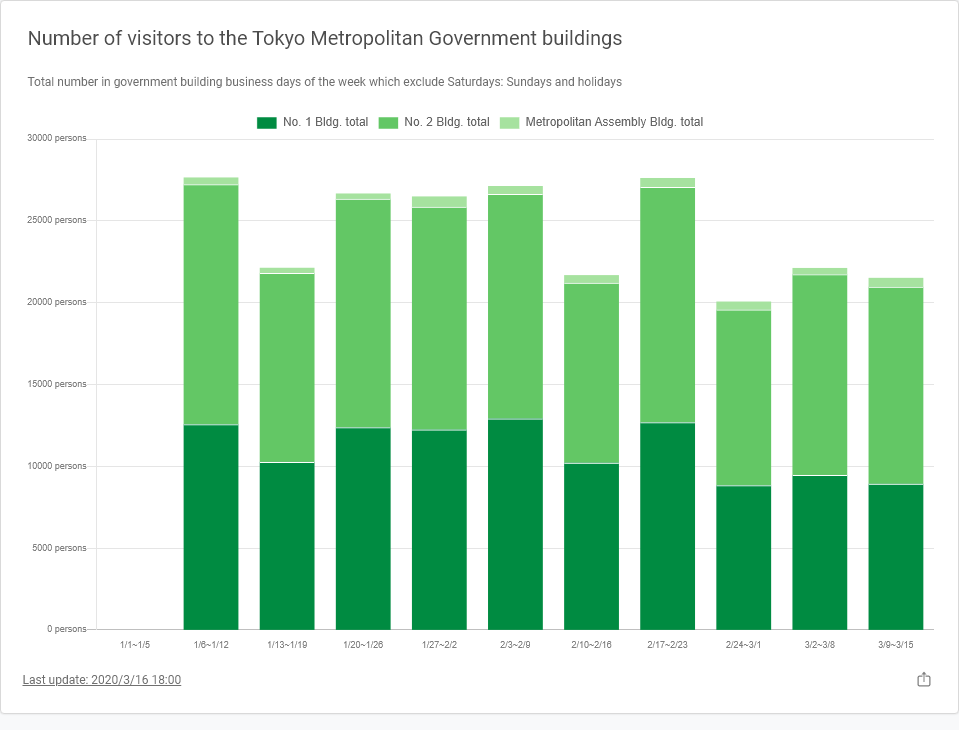 Number of visitors to the Tokyo Metropolitan Government buildings
Total number in government building business days of the week which exclude Saturdays: Sundays and holidays
No. 1 Bldg. total No. 2 Bldg. total Metropolitan Assembly Bldg. total
30000 persons
25000 persons
20000 persons
15000 persons
10000 persons
5000 persons
0 persons
1/1~1/5 1/6~1/12 1/13~1/19 1/20~1/26 1/27~2/2 2/3~2/9 2/10~2/16 2/17~2/23 2/24~3/1 3/2~3/8 3/9~3/15
Last update: 2020/3/16 18:00